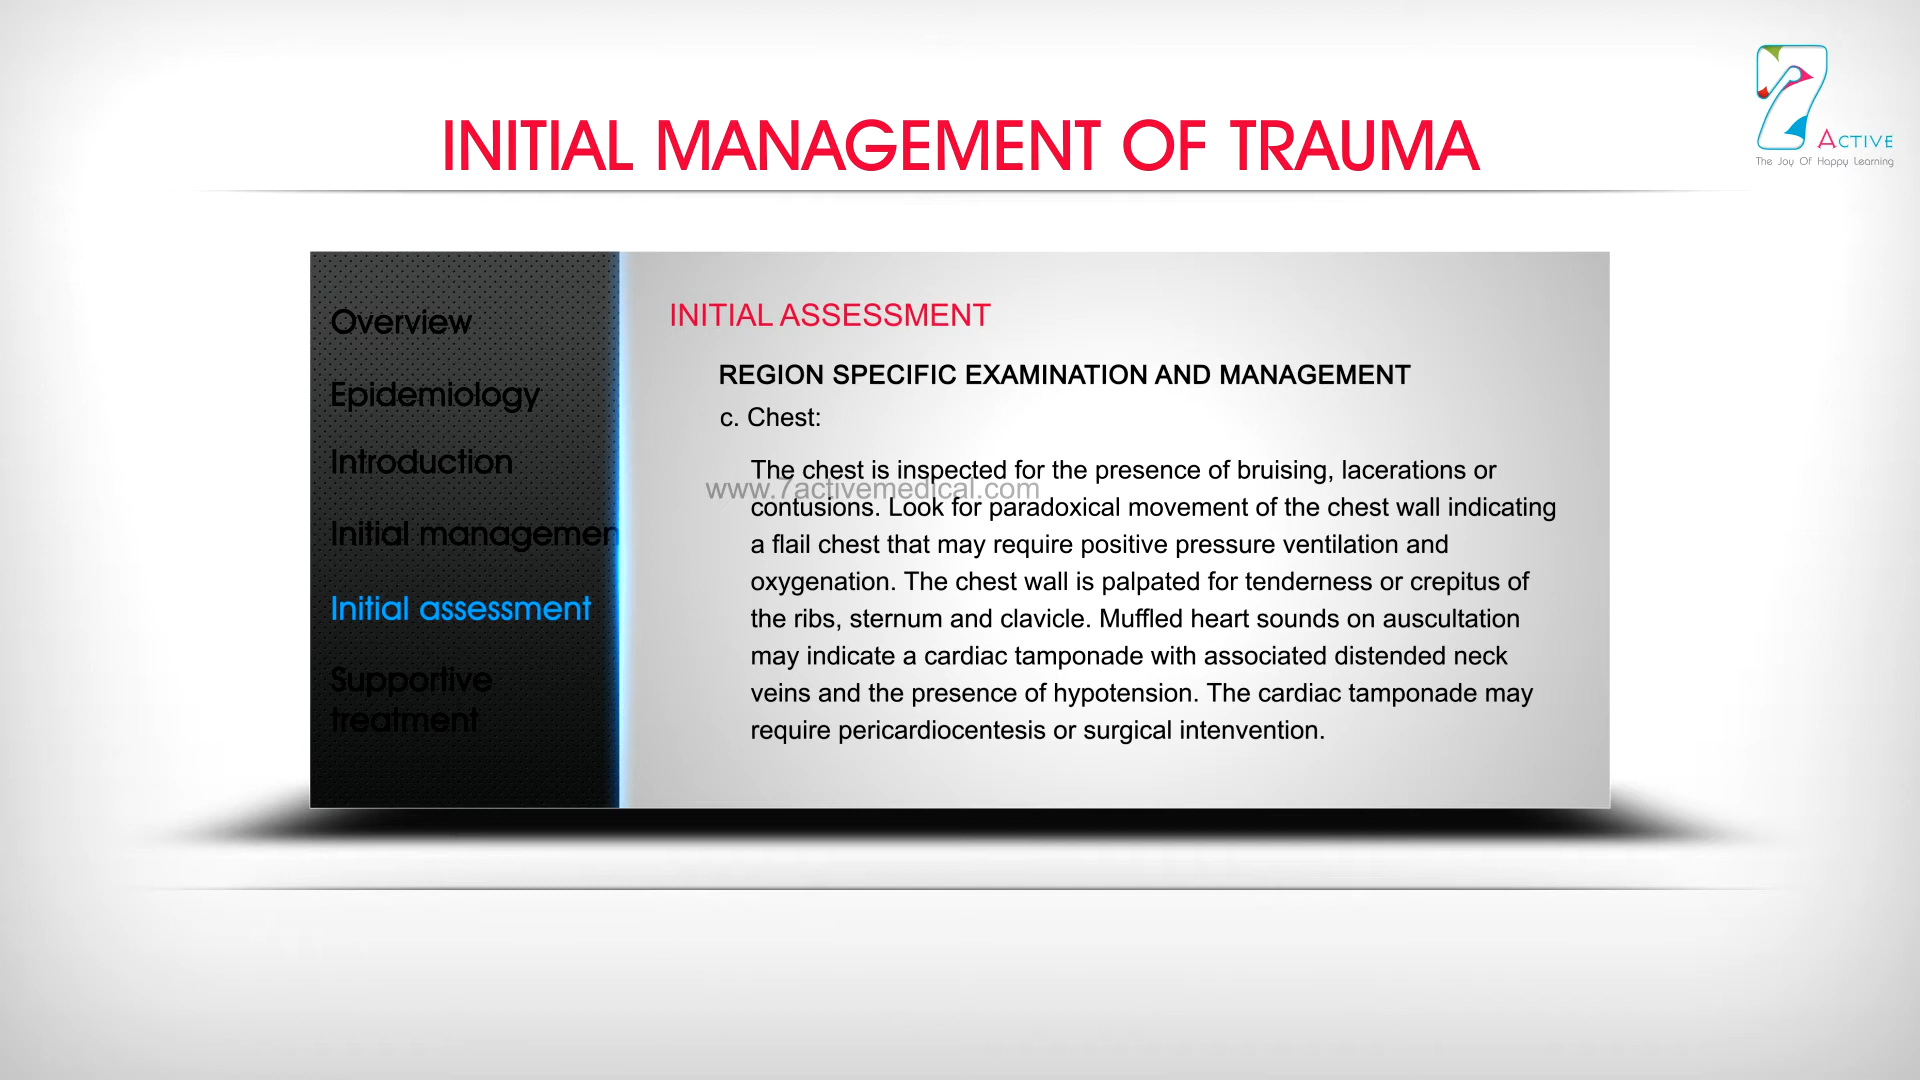 INITIAL MANAGEMENT OF TRAUMA
7
ACTIVE
The Joy Of Happy Learning
Overview
Epidemiology
Introduction
Initial managemen
Initial assessment
Supportive
treatment
INITIAL ASSESSMENT
REGION SPECIFIC EXAMINATION AND MANAGEMENT
c. Chest:
The chest is inspected for the presence of bruising, lacerations or
www.7activemedical.com
contusions. Look for paradoxical movement of the chest wall indicating
a flail chest that may require positive pressure ventilation and
oxygenation. The chest wall is palpated for tenderness or crepitus of
the ribs, sternum and clavicle. Muffled heart sounds on auscultation
may indicate a cardiac tamponade with associated distended neck
veins and the presence of hypotension. The cardiac tamponade may
require pericardiocentesis or surgical intenvention.